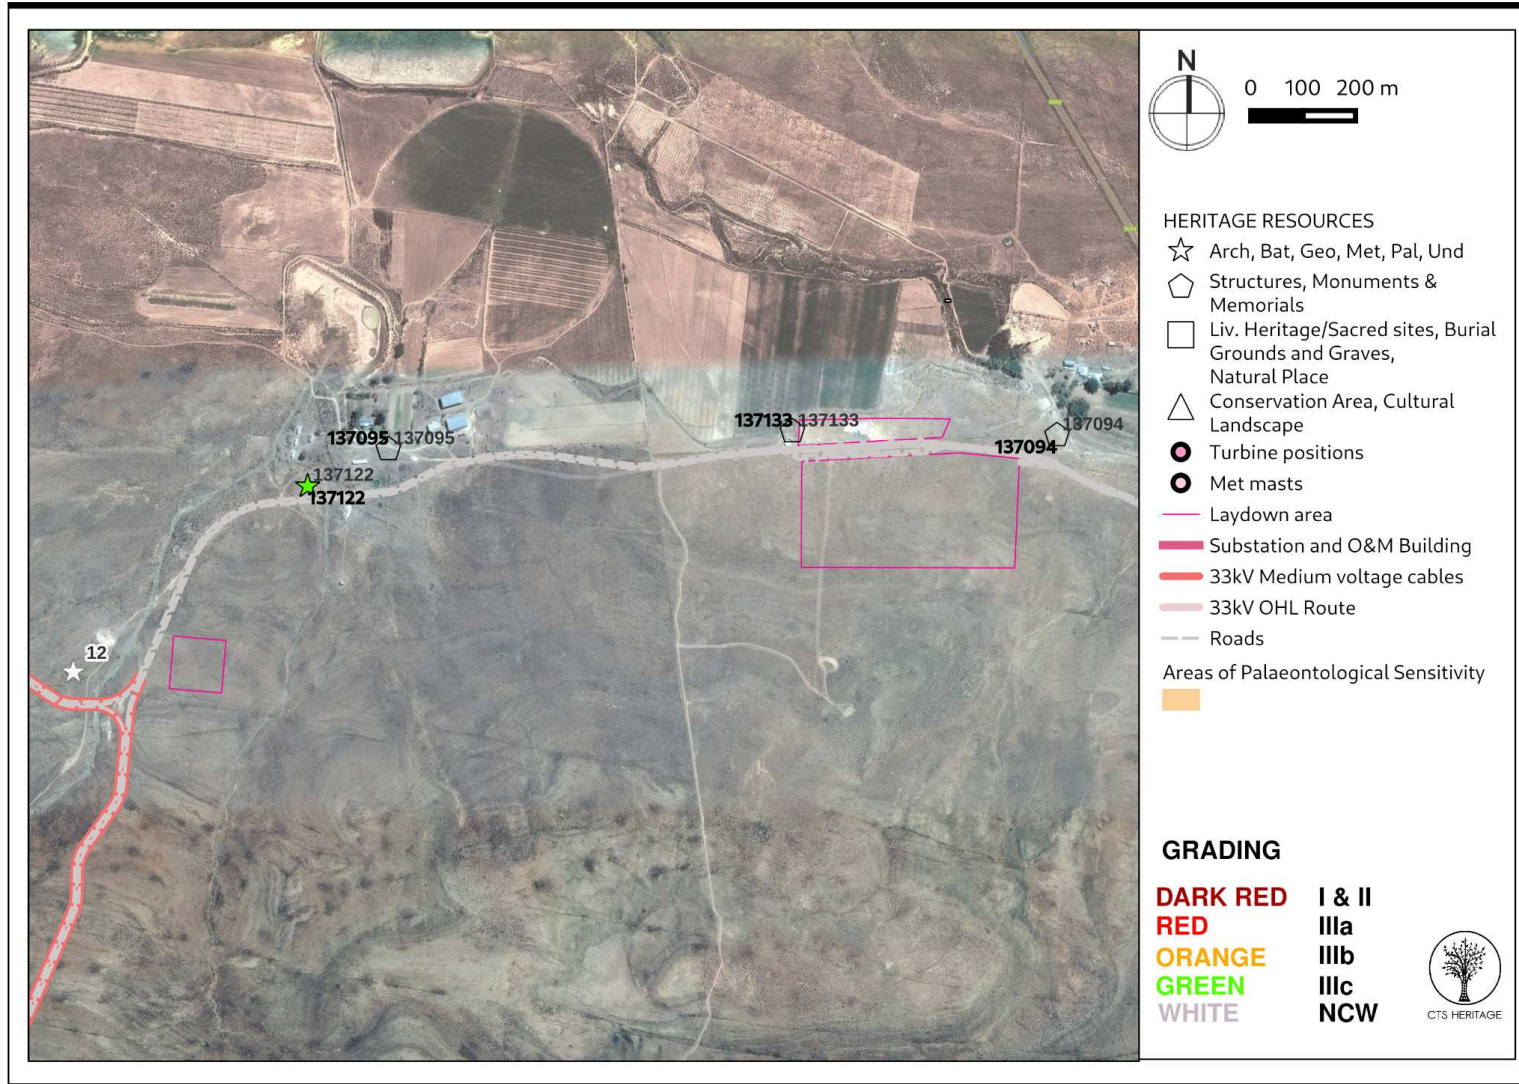 137133 137133
137094
137095 137095
137094
137122
137122
12
N
0 100 200 m
HERITAGE RESOURCES
Arch, Bat, Geo, Met, Pal, Und
Structures, Monuments &
Memorials
Liv. Heritage/Sacred sites, Burial
Grounds and Graves,
Natural Place
Conservation Area, Cultural
Landscape
Turbine positions
Met masts
Laydown area
Substation and O&M Building
33kV Medium voltage cables
33kV OHL Route
Roads
Areas of Palaeontological Sensitivity
GRADING
DARK RED I & II
RED IIIa
ORANGE IIIb
GREEN IIIc
WHITE NCW
CTS HERITAGE